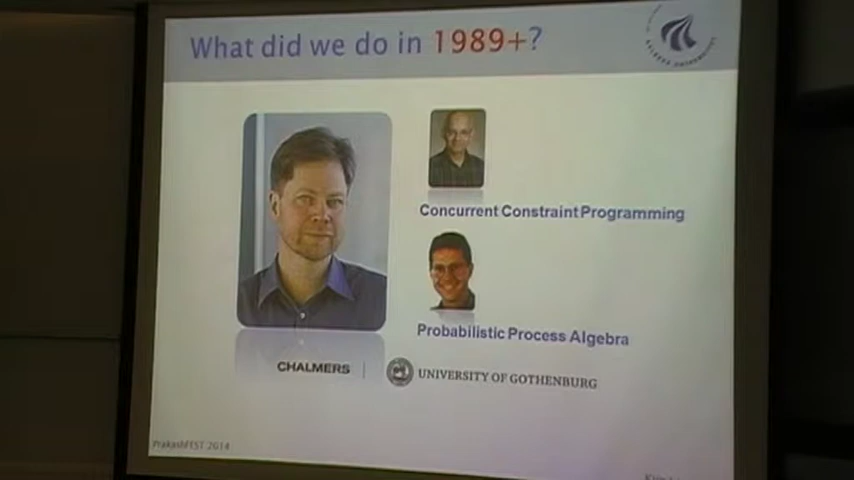 What did we do in 1989+?
Concurrent Constraint Programming
Probabilistic Process Algebra
CHALMERS
UNIVERSITY OF GOTHENBURG
PrakashFEST 2014